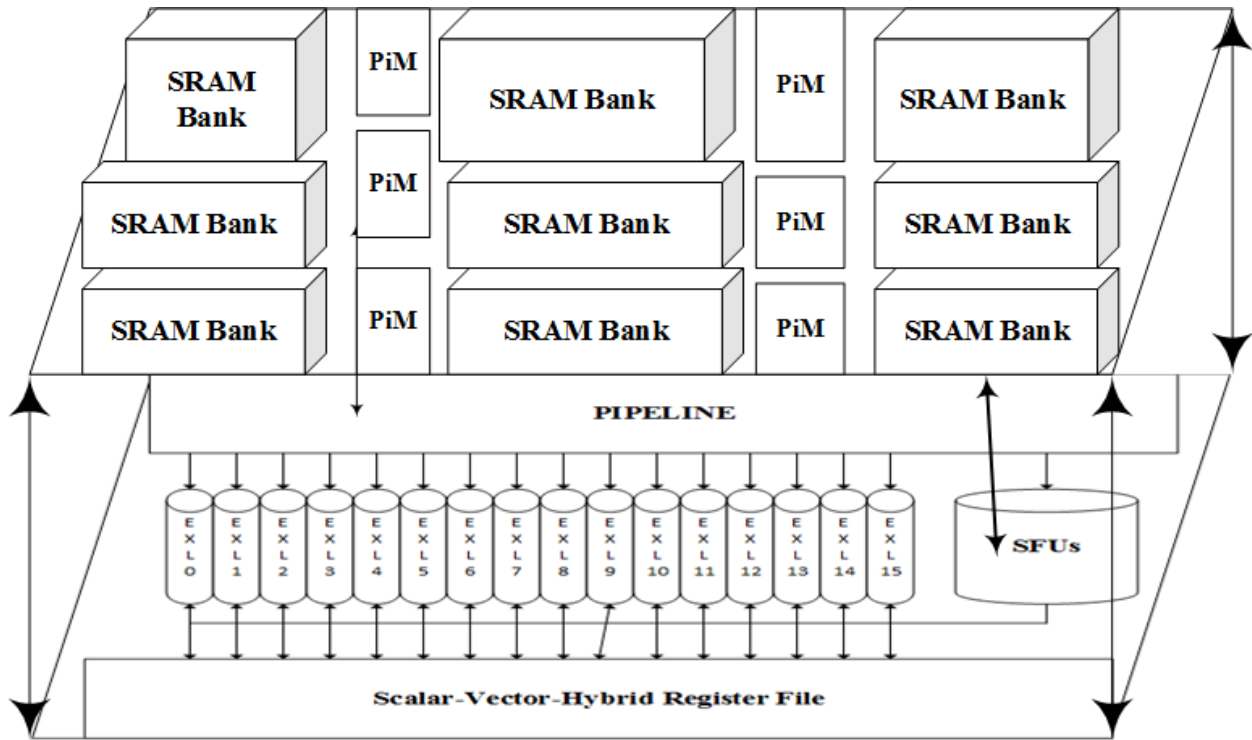 SRAM
Bank
PiM
SRAM Bank
PiM
SRAM Bank
SRAM Bank
PiM
SRAM Bank
PiM
SRAM Bank
SRAM Bank
PiM
SRAM Bank
PiM
SRAM Bank
PIPELINE
EXL0
EXL1
EXL2
EXL3
EXL4
EXL5
EXL6
EXL7
EXL8
EXL9
EXL10
EXL11
EXL12
EXL13
EXL14
EXL15
SFUs
Scalar-Vector-Hybrid Register File